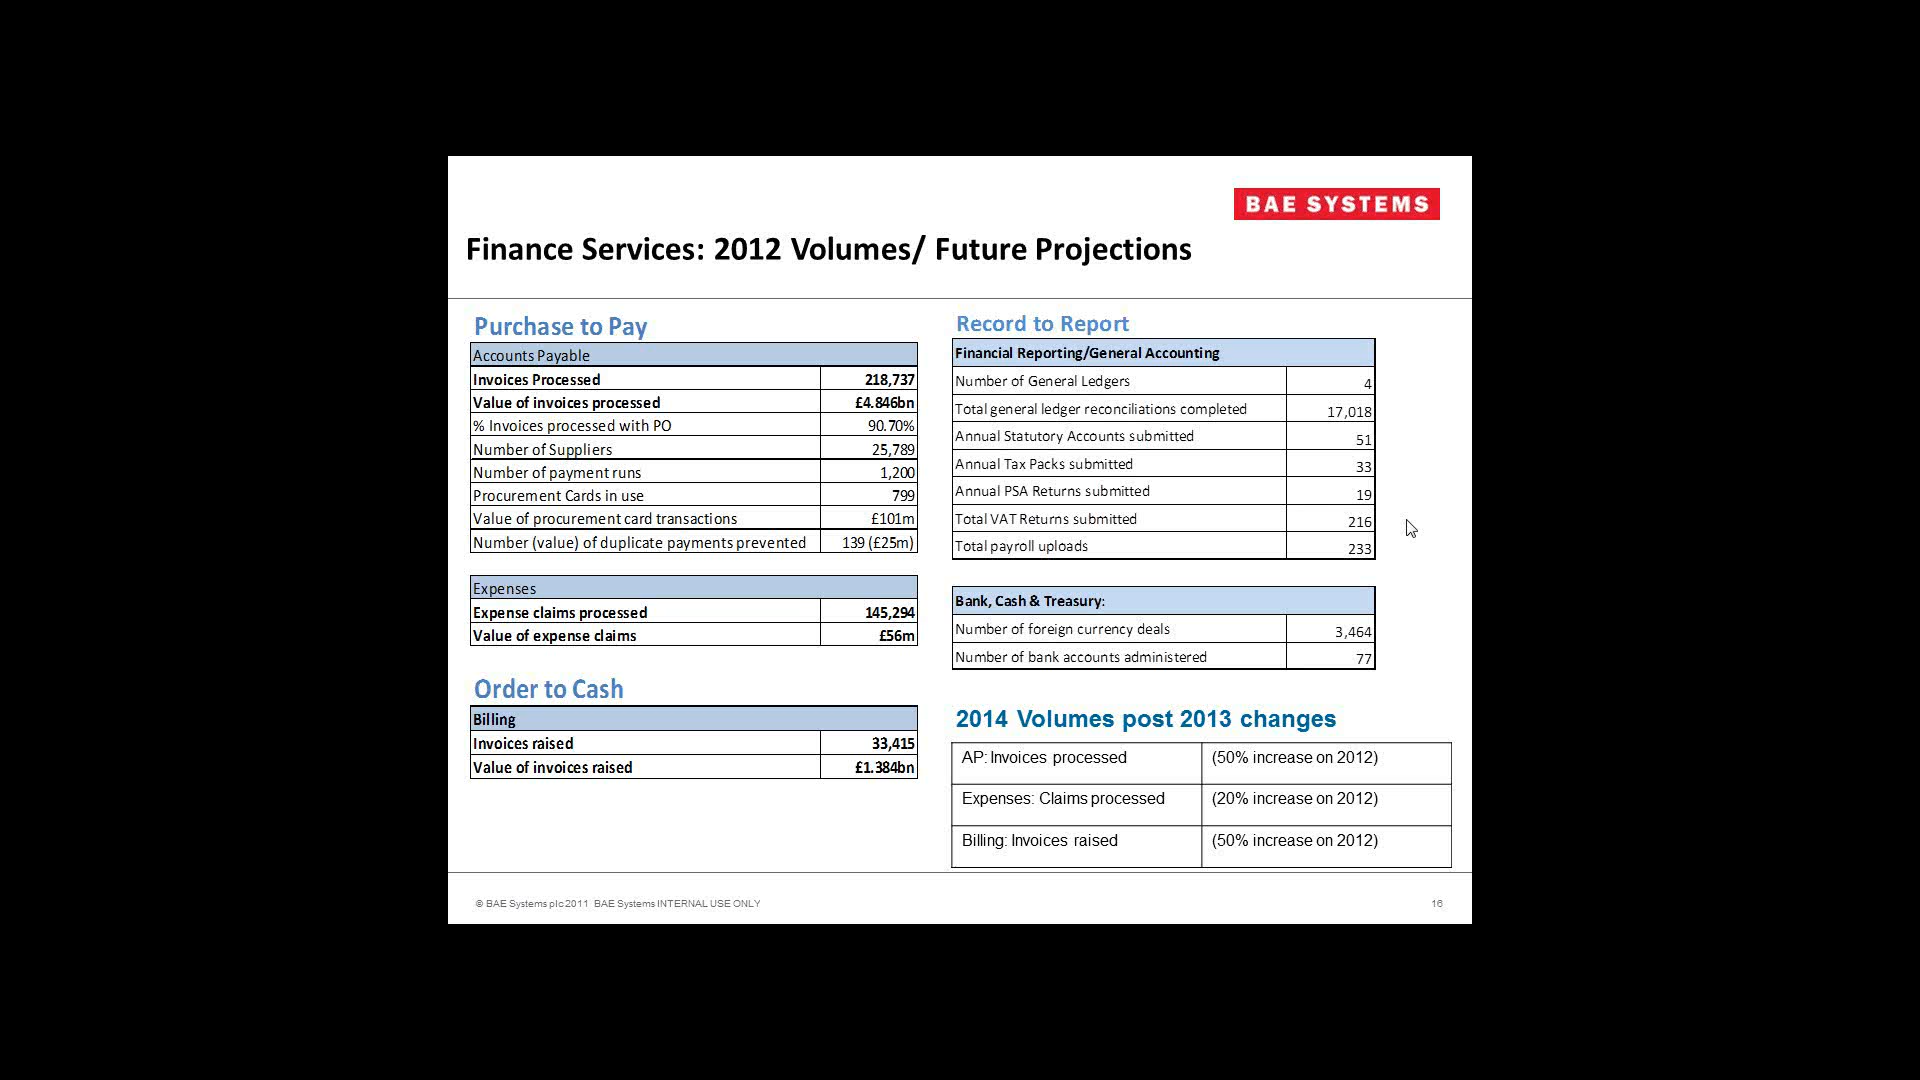 BAE SYSTEMS
Finance Services: 2012 Volumes/ Future Projections
Purchase to Pay
Accounts Payable
Invoices Processed 218,737
Value of invoices processed £4.846bn
% Invoices processed with PO 90.70%
Number of Suppliers 25,789
Number of payment runs 1,200
Procurement Cards in use 799
Value of procurement card transactions £101m
Number (value) of duplicate payments prevented 139 (£25m)
Expenses
Expense claims processed 145,294
Value of expense claims £56m
Order to Cash
Billing
Invoices raised 33,415
Value of invoices raised £1.384bn
Record to Report
Financial Reporting/General Accounting
Number of General Ledgers 4
Total general ledger reconciliations completed 17,018
Annual Statutory Accounts submitted 51
Annual Tax Packs submitted 33
Annual PSA Returns submitted 19
Total VAT Returns submitted 216
Total payroll uploads 233
Bank, Cash & Treasury:
Number of foreign currency deals 3,464
Number of bank accounts administered 77
2014 Volumes post 2013 changes
AP: Invoices processed (50% increase on 2012)
Expenses: Claims processed (20% increase on 2012)
Billing: Invoices raised (50% increase on 2012)
© BAE Systems plc 2011 BAE Systems INTERNAL USE ONLY
16